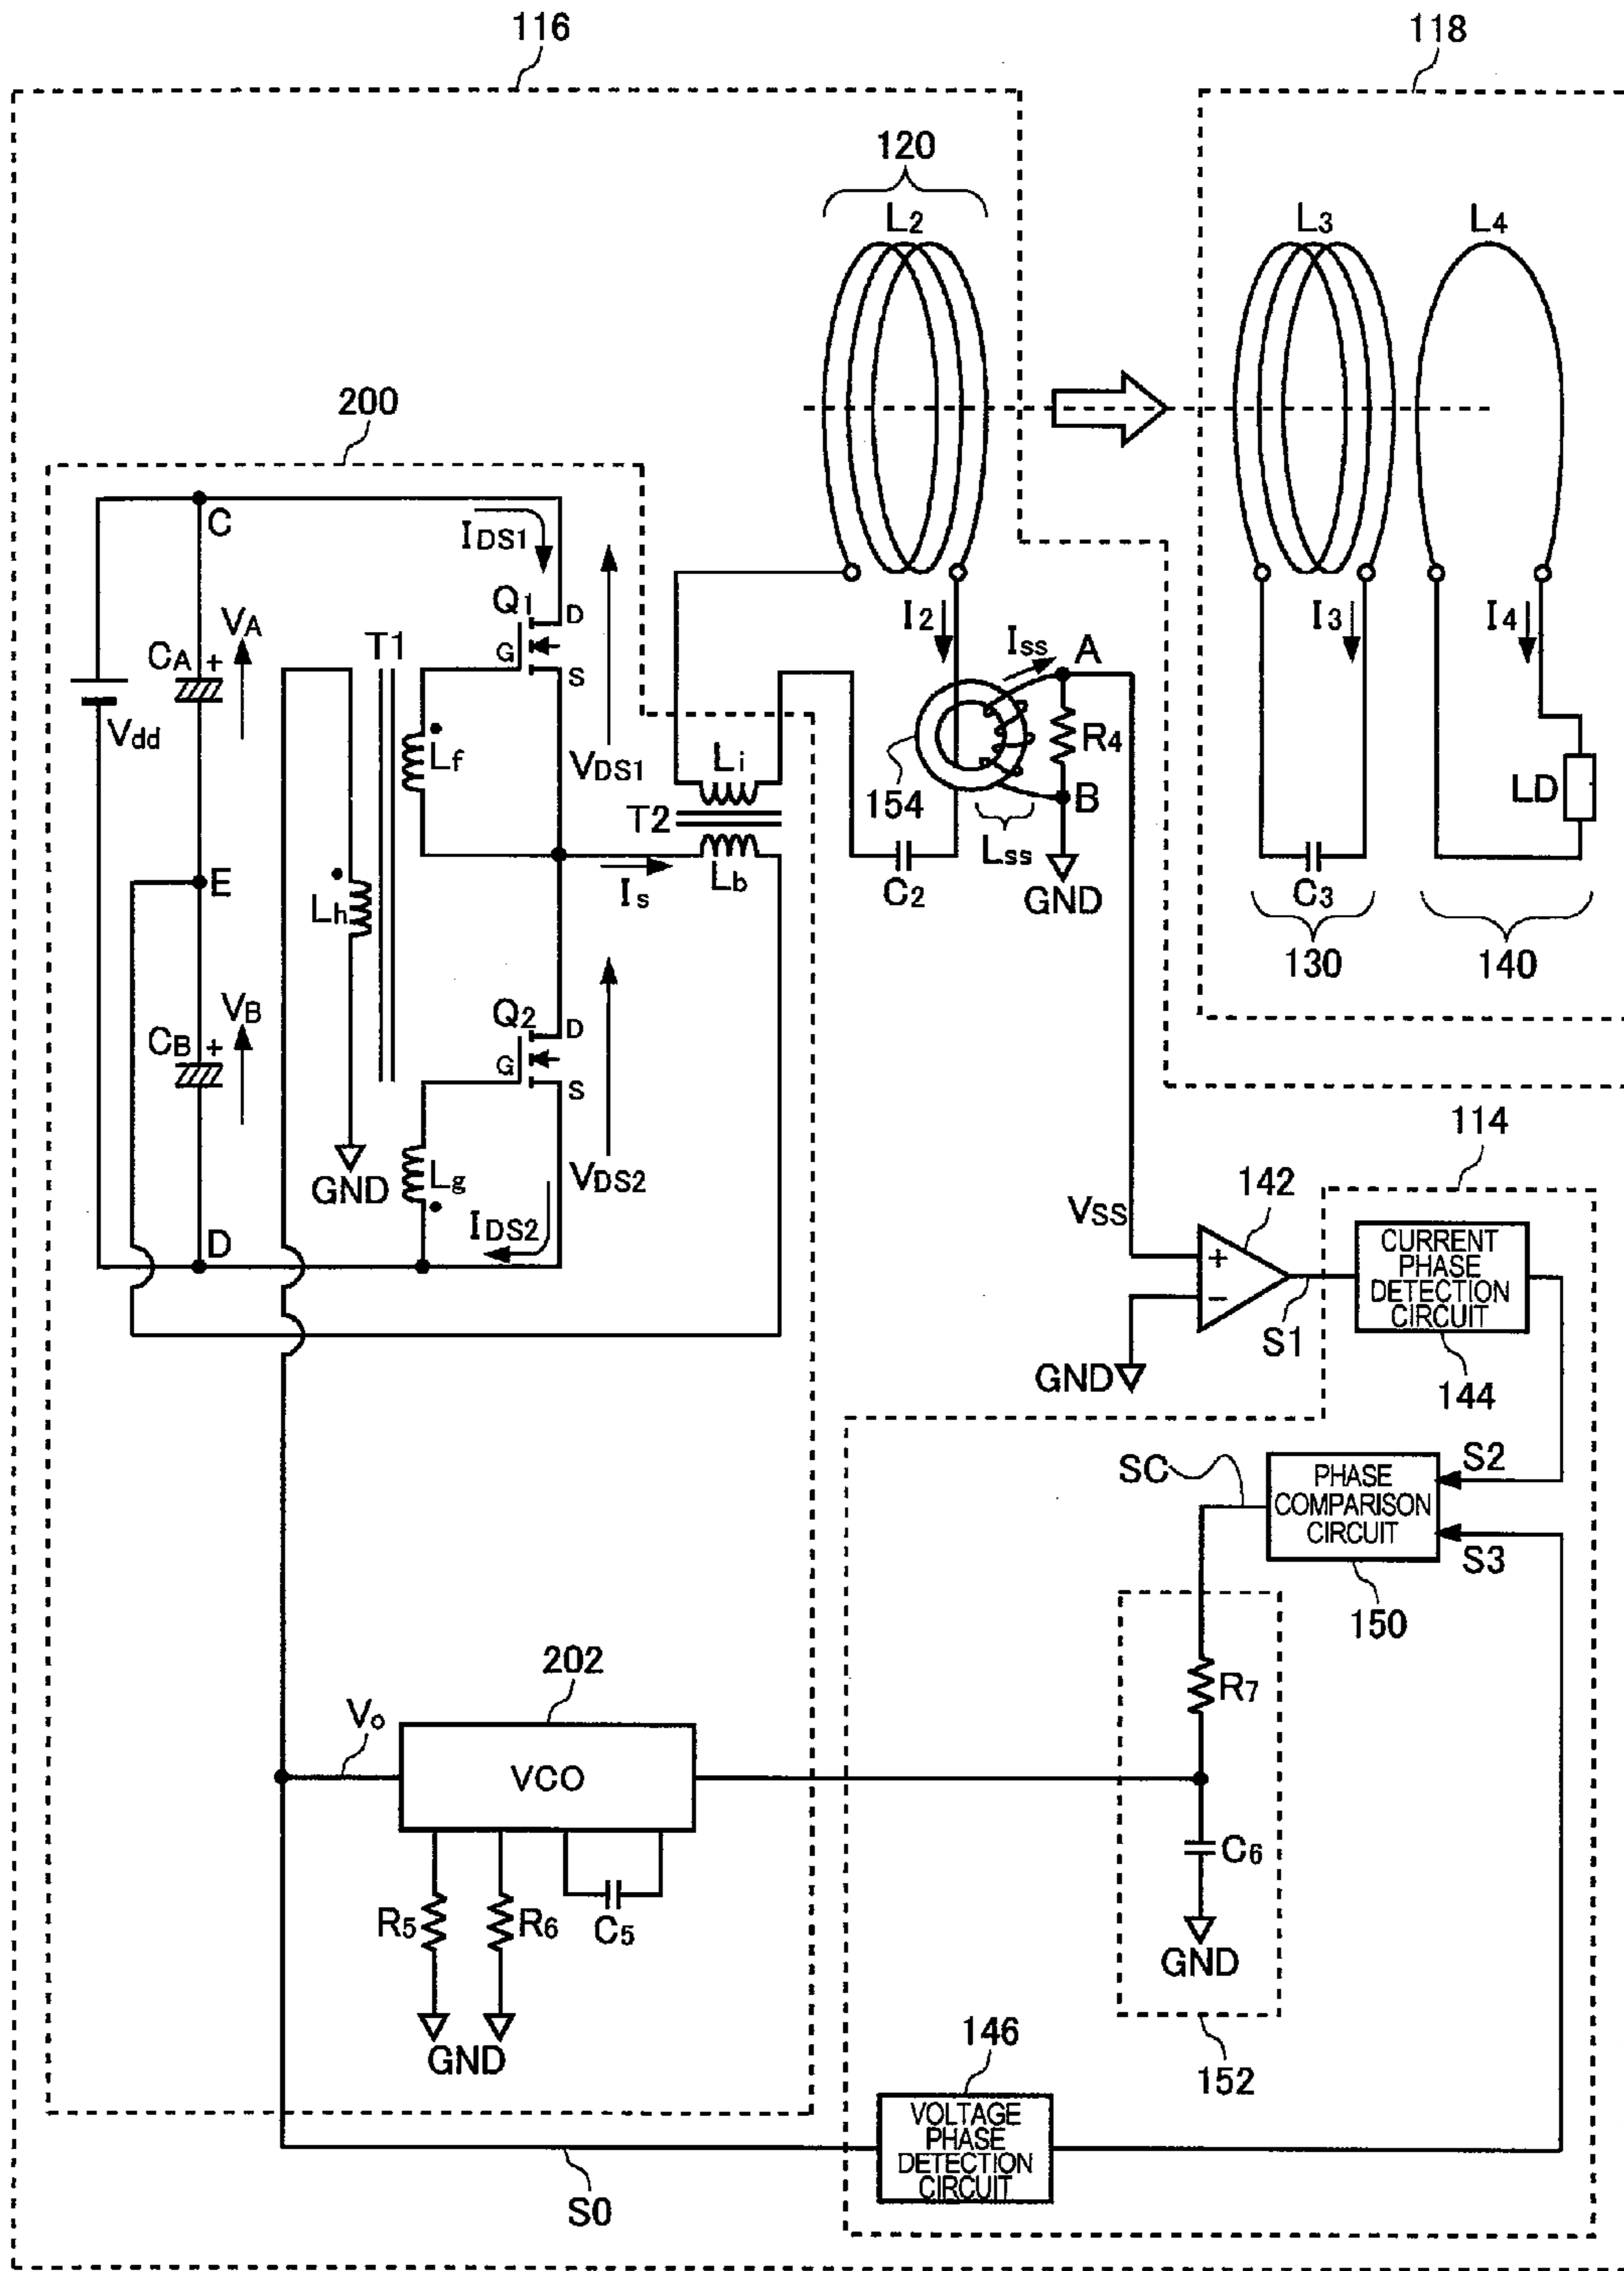 116
118
120
L2
L3
L4
200
C
IDS1
Q1
D
G
S
VA
CA +
T1
Vdd
Lf
VDS1
I2
Iss
A
I3
I4
R4
154
B
Li
T2
Lss
LD
E
Lh
Is
Lb
C2
GND
C3
130
140
VB
CB +
Q2
D
G
S
GND
Lg
VDS2
IDS2
D
114
142
VSS
+
−
CURRENT
PHASE
DETECTION
CIRCUIT
S1
GND
144
SC
PHASE
COMPARISON
CIRCUIT
S2
S3
150
202
Vo
VCO
R7
C6
R5
R6
C5
GND
GND
146
152
VOLTAGE
PHASE
DETECTION
CIRCUIT
S0